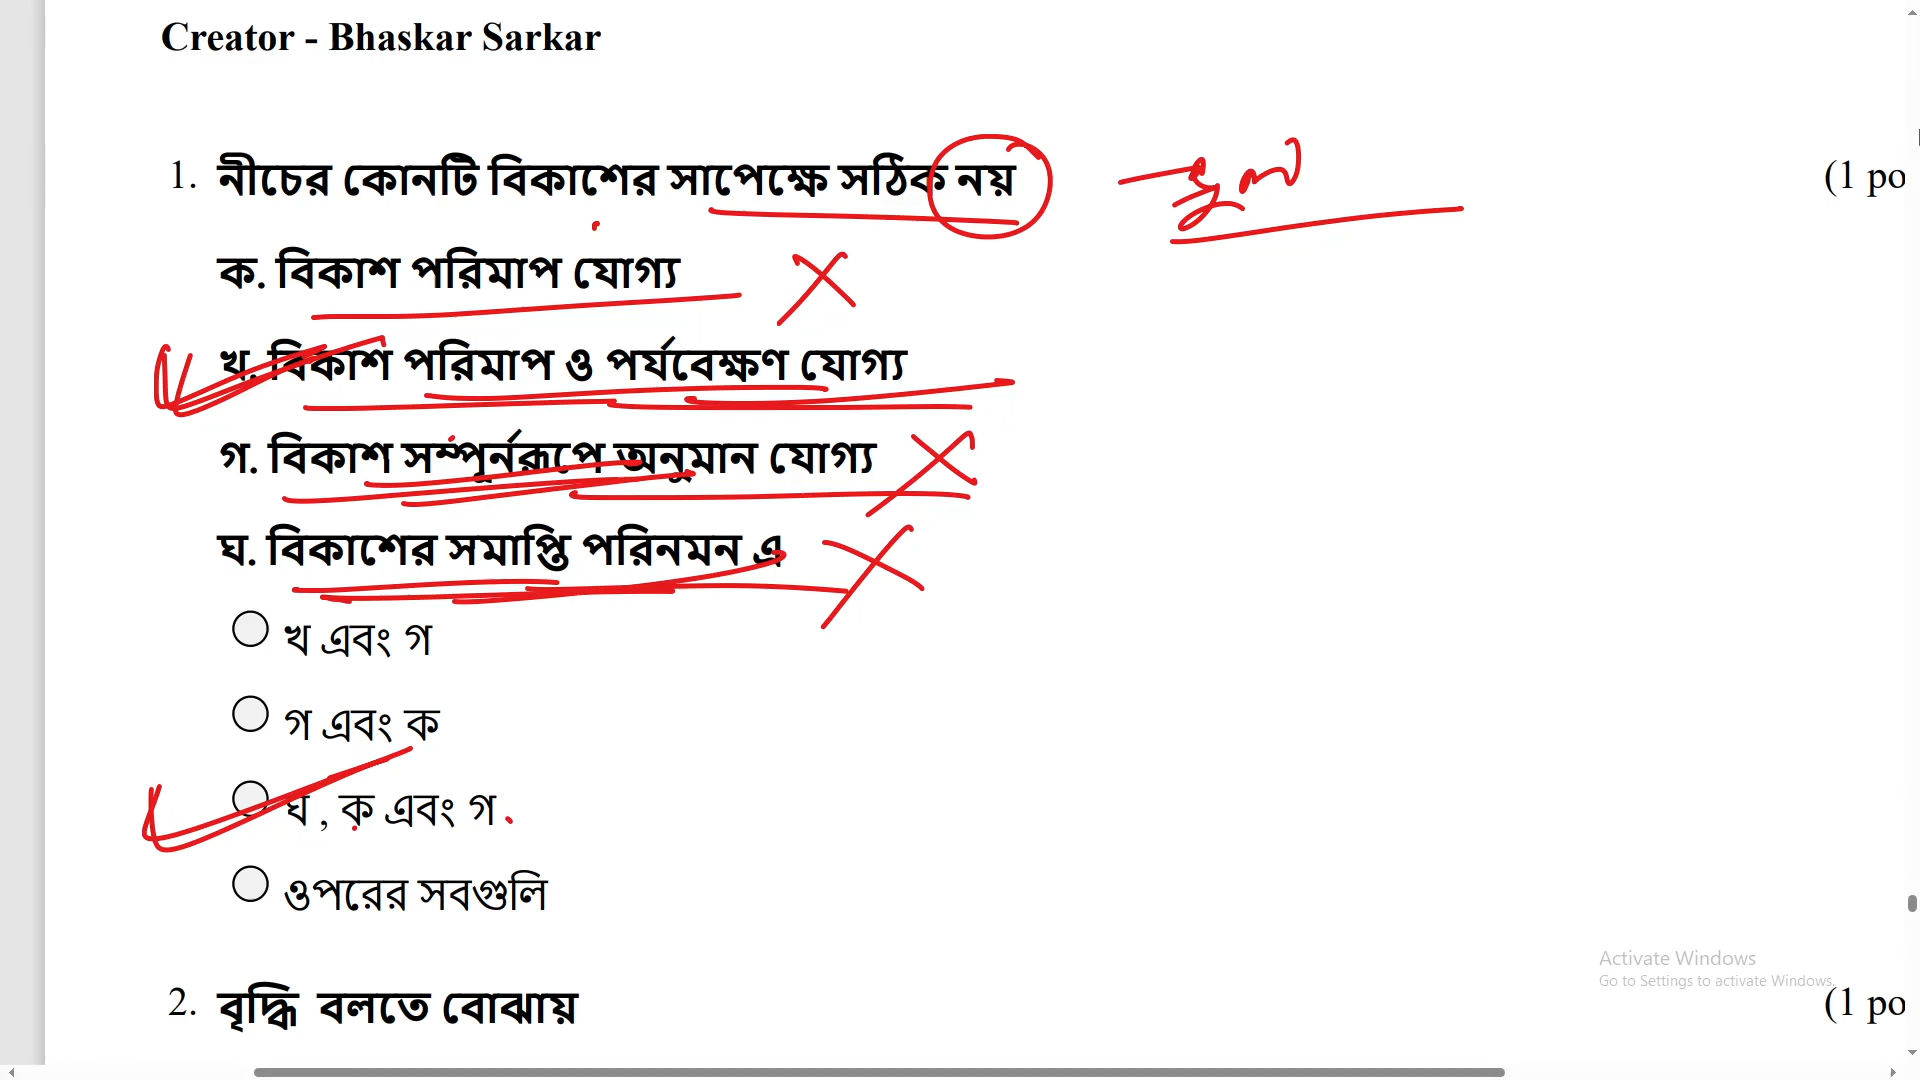 Creator - Bhaskar Sarkar
1. নীচের কোনটি বিকাশের সাপেক্ষে সঠিক নয় (1 po
ক. বিকাশ পরিমাপ যোগ্য
খ. বিকাশ পরিমাপ ও পর্যবেক্ষণ যোগ্য
গ. বিকাশ সম্পূর্নরূপে অনুমান যোগ্য
ঘ. বিকাশের সমাপ্তি পরিনমন এ
খ এবং গ
গ এবং ক
ঘ , ক এবং গ
ওপরের সবগুলি
Activate Windows
Go to Settings to activate Windows.
2. বৃদ্ধি বলতে বোঝায় (1 po